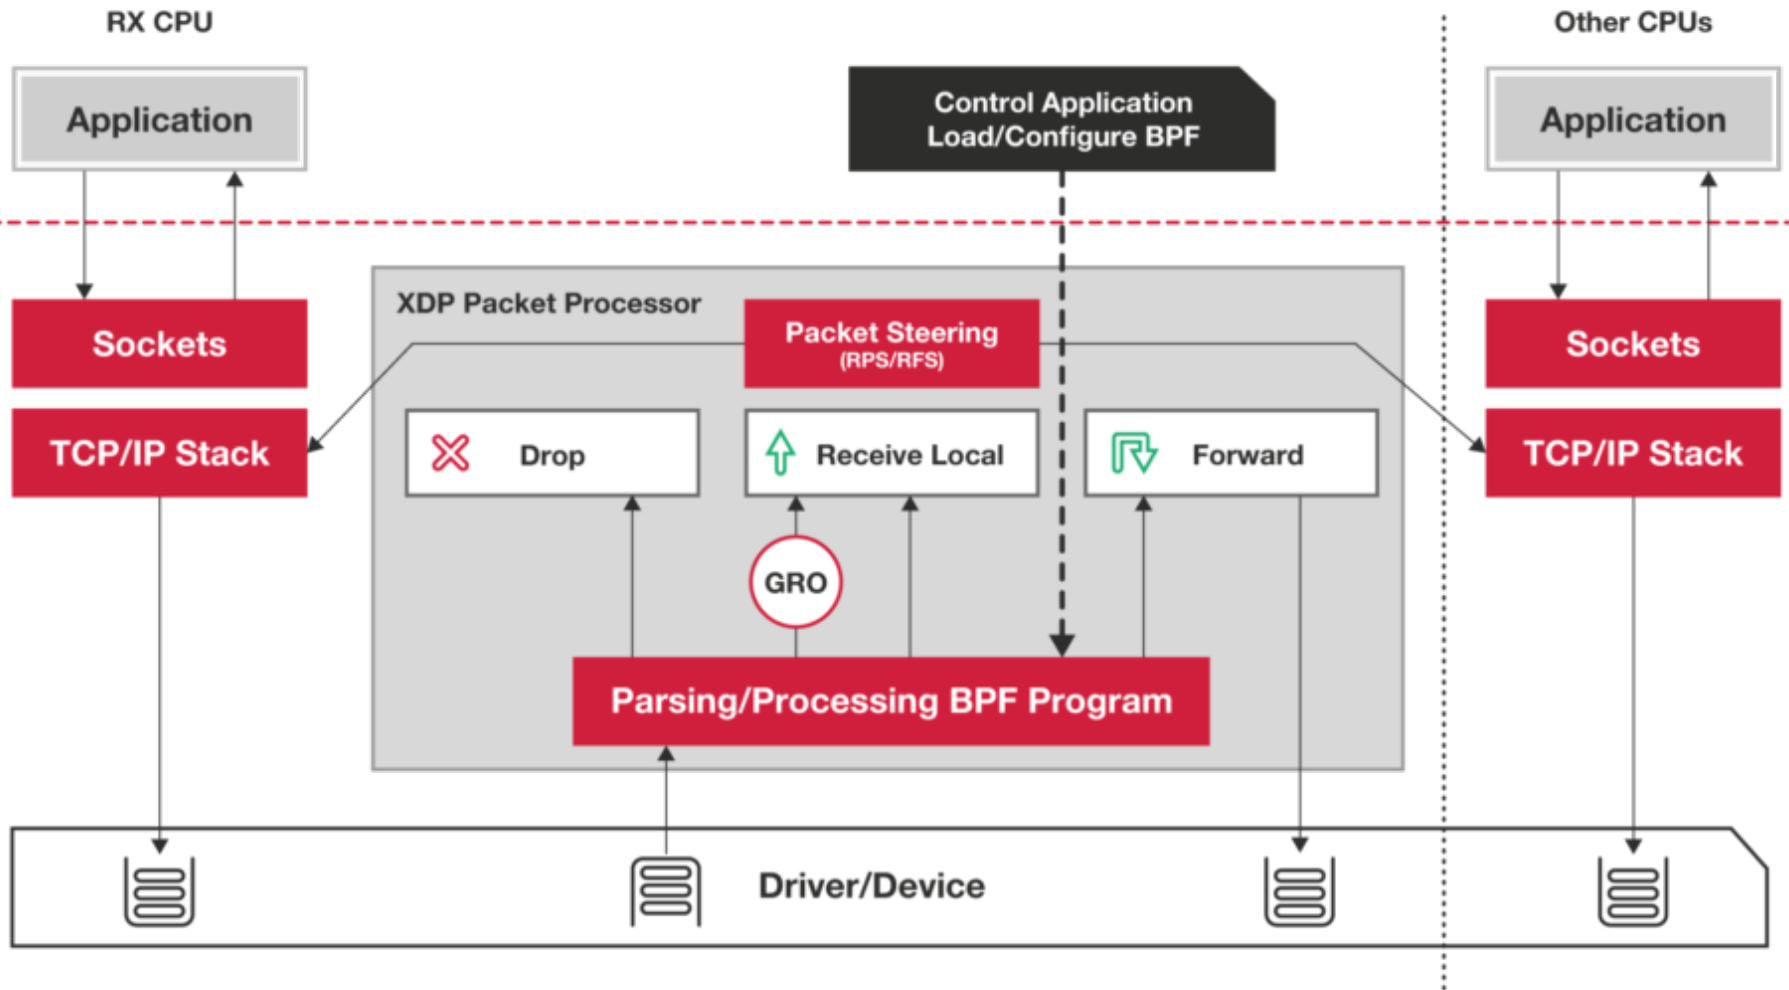 RX CPU
Other CPUs
Application
Control Application
Load/Configure BPF
Application
XDP Packet Processor
Sockets
Packet Steering
(RPS/RFS)
Sockets
TCP/IP Stack
Drop
Receive Local
Forward
TCP/IP Stack
GRO
Parsing/Processing BPF Program
Driver/Device